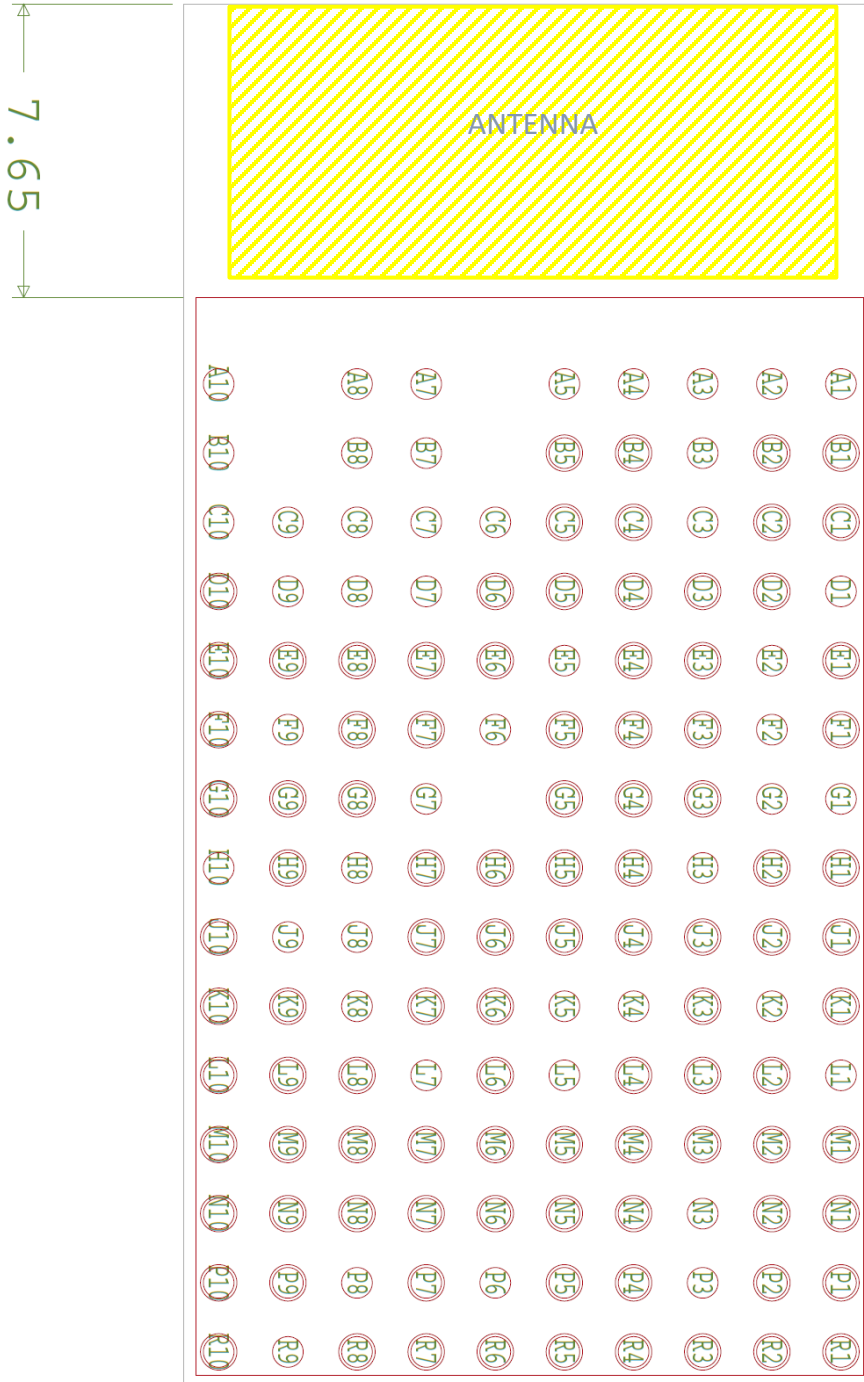 7.65
ANTENNA
A10 A8 A7 A5 A4 A3 A2 A1
B10 B8 B7 B5 B4 B3 B2 B1
C10 C9 C8 C7 C6 C5 C4 C3 C2 C1
D10 D9 D8 D7 D6 D5 D4 D3 D2 D1
E10 E9 E8 E7 E6 E5 E4 E3 E2 E1
F10 F9 F8 F7 F6 F5 F4 F3 F2 F1
G10 G9 G8 G7 G5 G4 G3 G2 G1
H10 H9 H8 H7 H6 H5 H4 H3 H2 H1
J10 J9 J8 J7 J6 J5 J4 J3 J2 J1
K10 K9 K8 K7 K6 K5 K4 K3 K2 K1
L10 L9 L8 L7 L6 L5 L4 L3 L2 L1
M10 M9 M8 M7 M6 M5 M4 M3 M2 M1
N10 N9 N8 N7 N6 N5 N4 N3 N2 N1
P10 P9 P8 P7 P6 P5 P4 P3 P2 P1
R10 R9 R8 R7 R6 R5 R4 R3 R2 R1